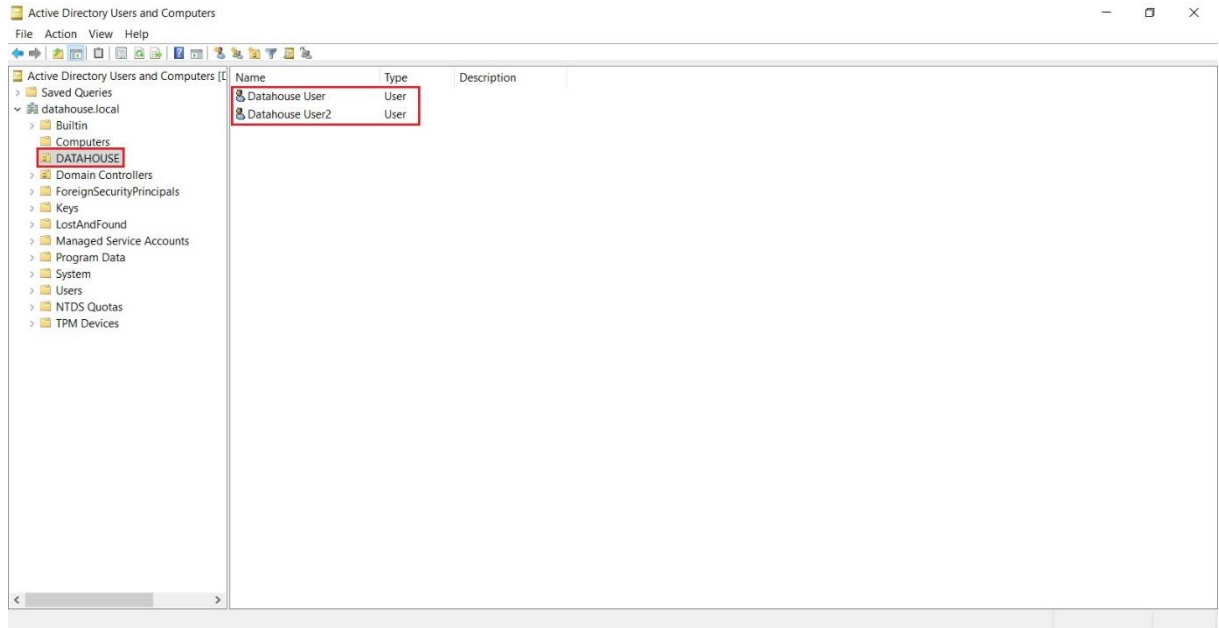 Active Directory Users and Computers
File Action View Help
Active Directory Users and Computers [D
Saved Queries
datahouse.local
Builtin
Computers
DATAHOUSE
Domain Controllers
ForeignSecurityPrincipals
Keys
LostAndFound
Managed Service Accounts
Program Data
System
Users
NTDS Quotas
TPM Devices
Name Type Description
Datahouse User User
Datahouse User2 User